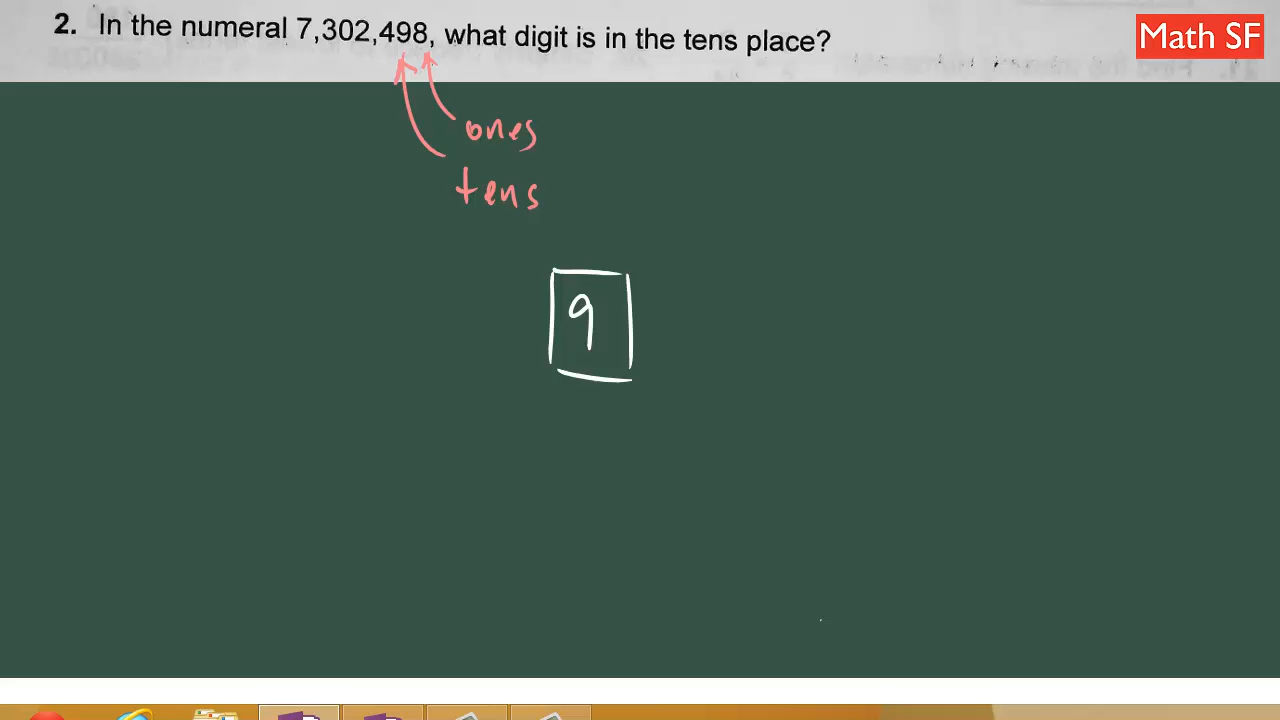 2. In the numeral 7,302,498, what digit is in the tens place?
Math SF
ones
tens
9